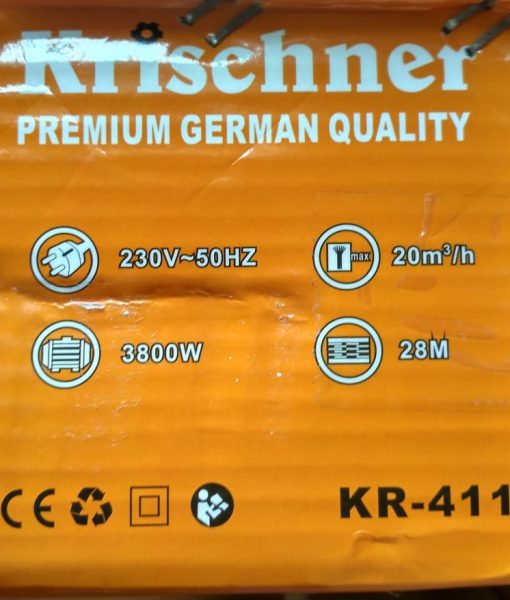 Krischner
PREMIUM GERMAN QUALITY
230V~50HZ
max
20m³/h
3800W
28M
CE
KR-411